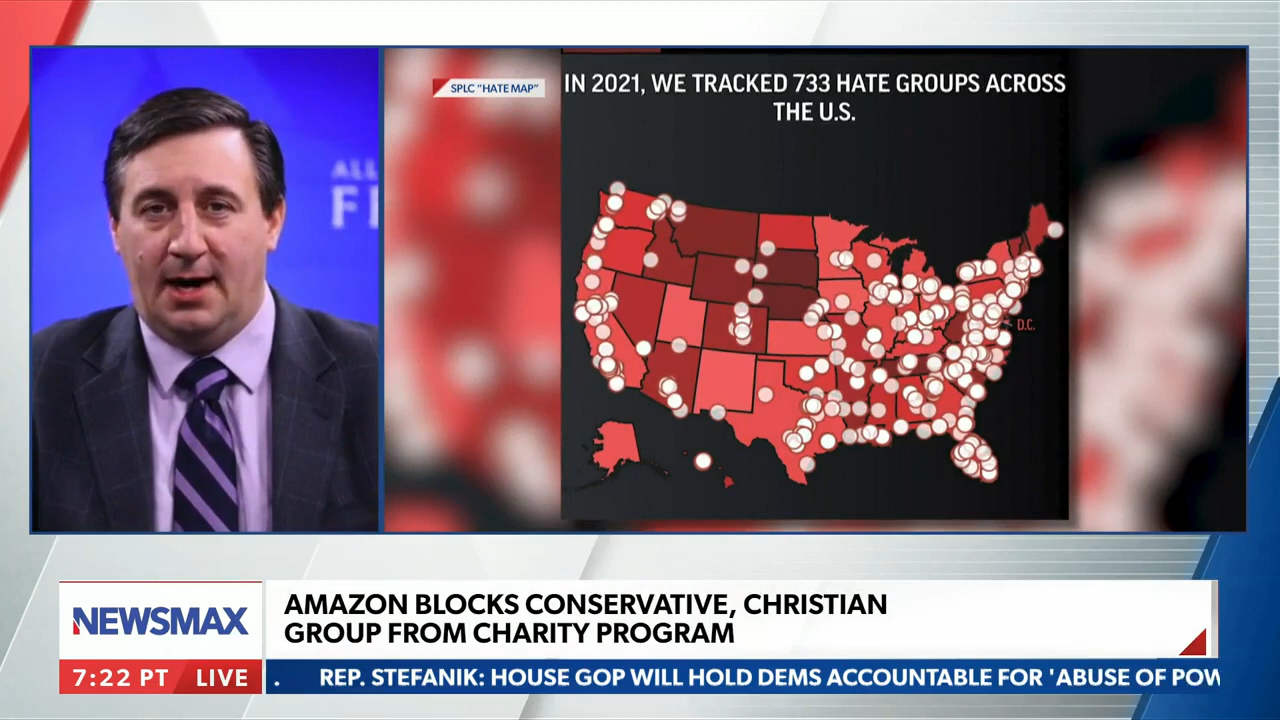 SPLC "HATE MAP"
IN 2021, WE TRACKED 733 HATE GROUPS ACROSS
THE U.S.
D.C.
ALL
F
NEWSMAX
AMAZON BLOCKS CONSERVATIVE, CHRISTIAN
GROUP FROM CHARITY PROGRAM
7:22 PT LIVE
. REP. STEFANIK: HOUSE GOP WILL HOLD DEMS ACCOUNTABLE FOR 'ABUSE OF POW